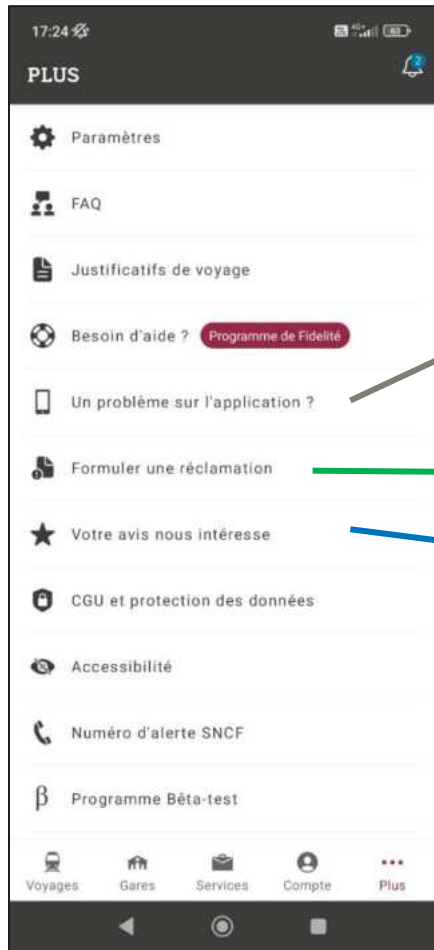 17:24
PLUS
2
Paramètres
FAQ
Justificatifs de voyage
Besoin d'aide ? Programme de Fidelité
Un problème sur l'application ?
Formuler une réclamation
Votre avis nous intéresse
CGU et protection des données
Accessibilité
Numéro d'alerte SNCF
β Programme Bêta-test
Voyages Gares Services Compte Plus